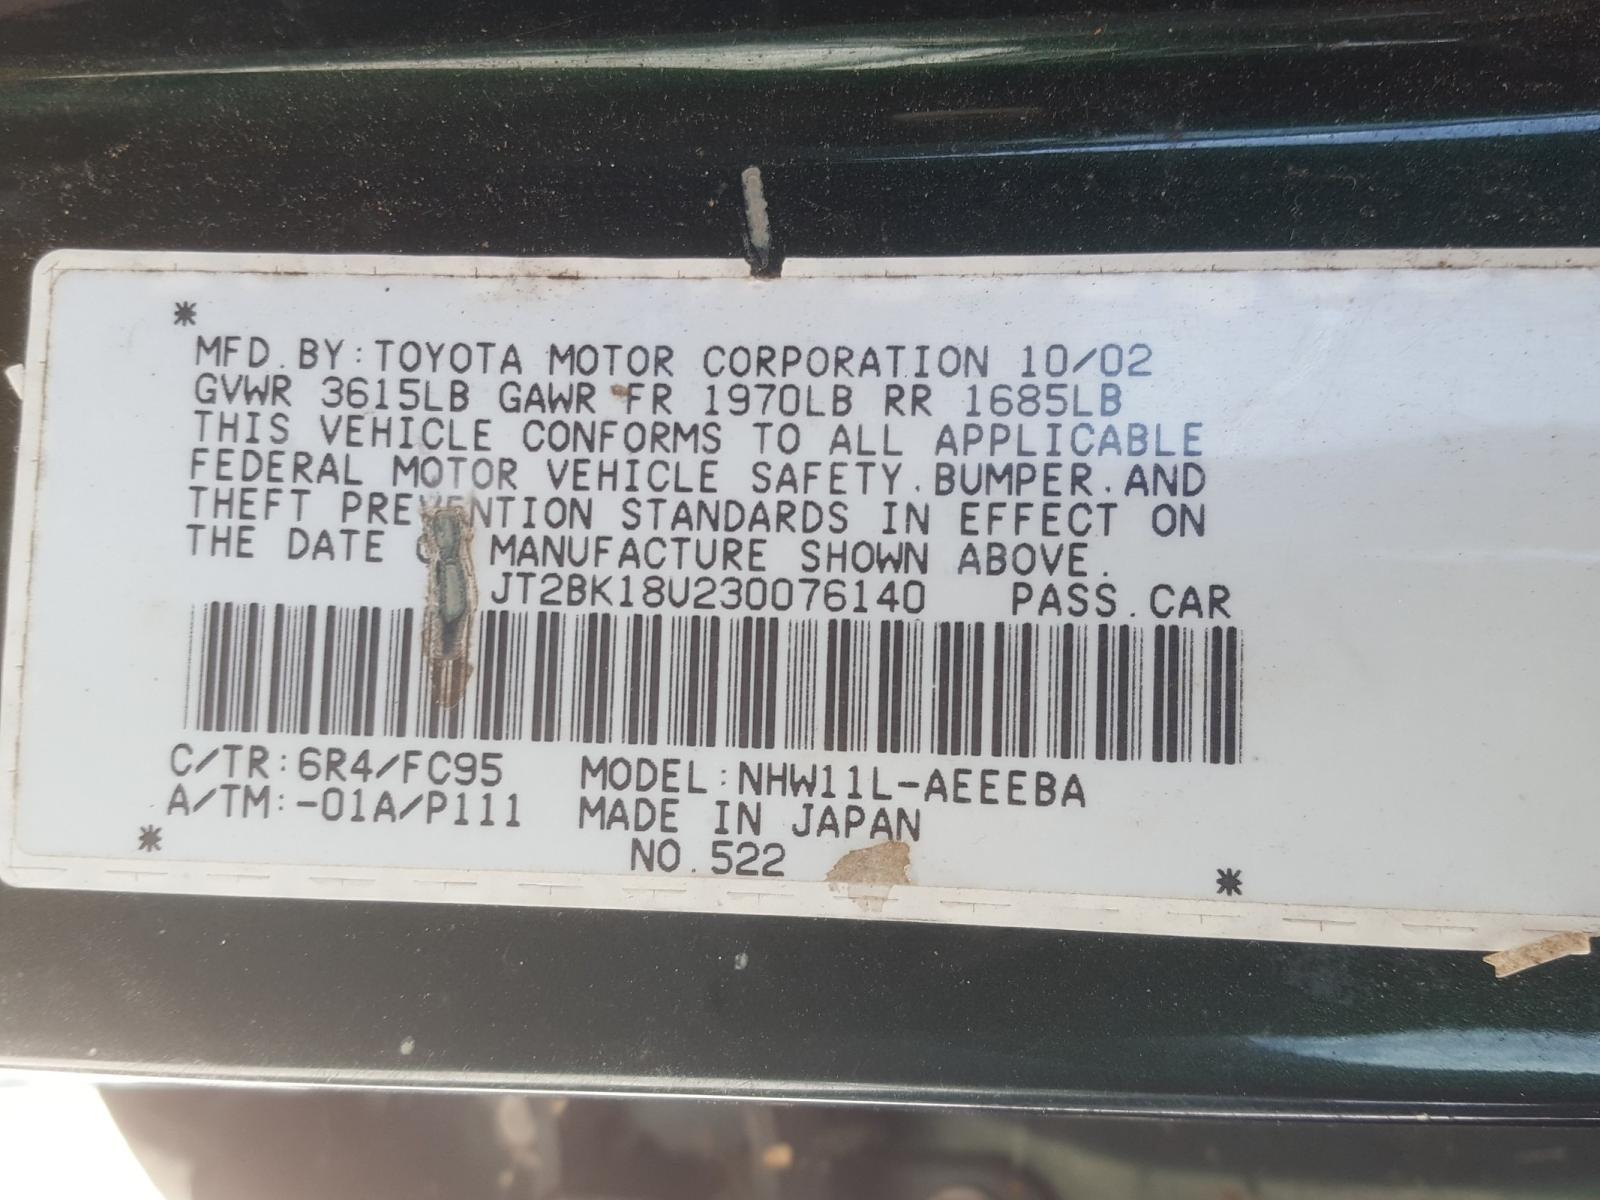 *
MFD. BY: TOYOTA MOTOR CORPORATION 10/02
GVWR 3615LB GAWR FR 1970LB RR 1685LB
THIS VEHICLE CONFORMS TO ALL APPLICABLE
FEDERAL MOTOR VEHICLE SAFETY. BUMPER. AND
THEFT PREVENTION STANDARDS IN EFFECT ON
THE DATE MANUFACTURE SHOWN ABOVE.
JT2BK18U230076140 PASS. CAR
C/TR: 6R4/FC95 MODEL: NHW11L-AEEEBA
A/TM: -01A/P111 MADE IN JAPAN
* NO. 522 *